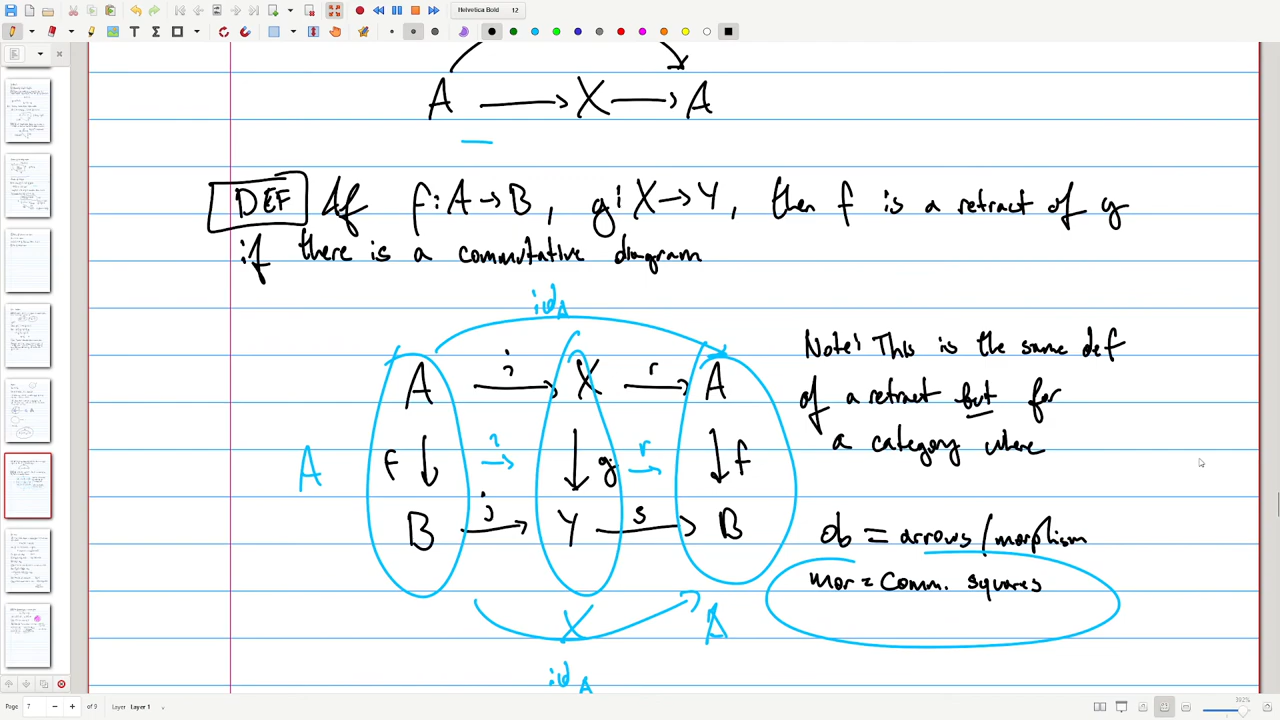 Helvetica Bold 12
A → X → A
DEF If f: A → B, g: X → Y, then f is a retract of g
if there is a commutative diagram
id_A
A i X r A
f g f
A i r
B j Y s B
X A
id_A
Note! This is the same def
of a retract but for
a category where
ob = arrows/morphism
mor = Comm. squares
Page 7 of 9 Layer Layer 1 392%